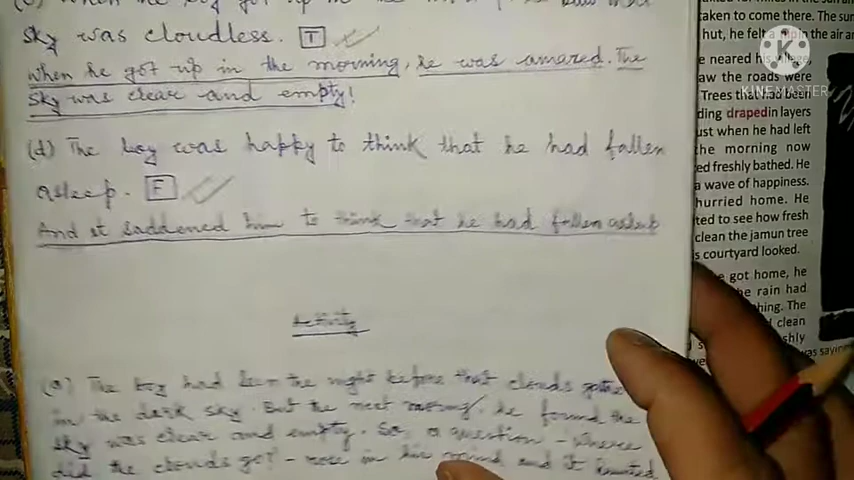 sky was cloudless. T
When he got up in the morning, he was amazed. The
sky was clear and empty!
(d) The boy was happy to think that he had fallen
asleep. F
And it saddened him to think that he had fallen asleep
Activity
(a) The boy had seen the night before that clouds
in the dark sky. But the next morning, he found the
sky was clear and empty. So, a question - where
did the clouds go? - rose in his mind and it haunted
taken to come there. The sun
hut, he felt a nip in the air
he neared his village,
saw the roads were
Trees that had been
draped in layers
just when he had left
the morning now
freshly bathed. He
a wave of happiness.
hurried home. He
to see how fresh
clean the jamun tree
courtyard looked.
got home, he
rain had
The
clean
was saying
KINEMASTER